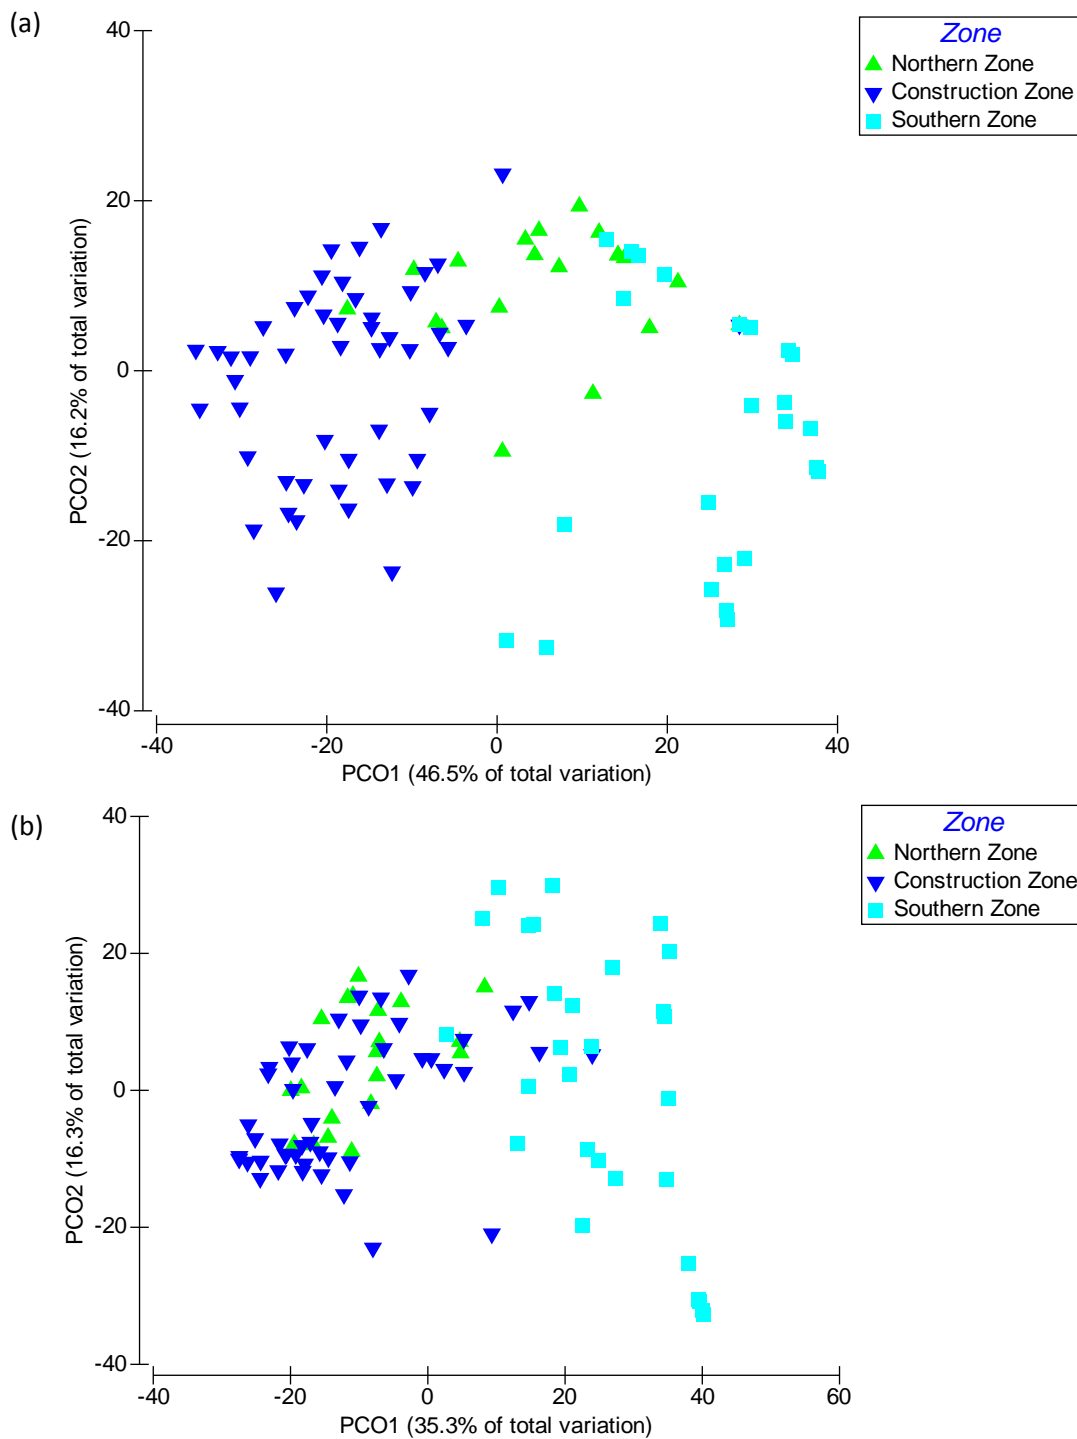 (a)
40
20
0
-20
-40
PCO2 (16.2% of total variation)
-40
-20
0
20
40
PCO1 (46.5% of total variation)
Zone
Northern Zone
Construction Zone
Southern Zone
(b)
40
20
0
-20
-40
PCO2 (16.3% of total variation)
-40
-20
0
20
40
60
PCO1 (35.3% of total variation)
Zone
Northern Zone
Construction Zone
Southern Zone